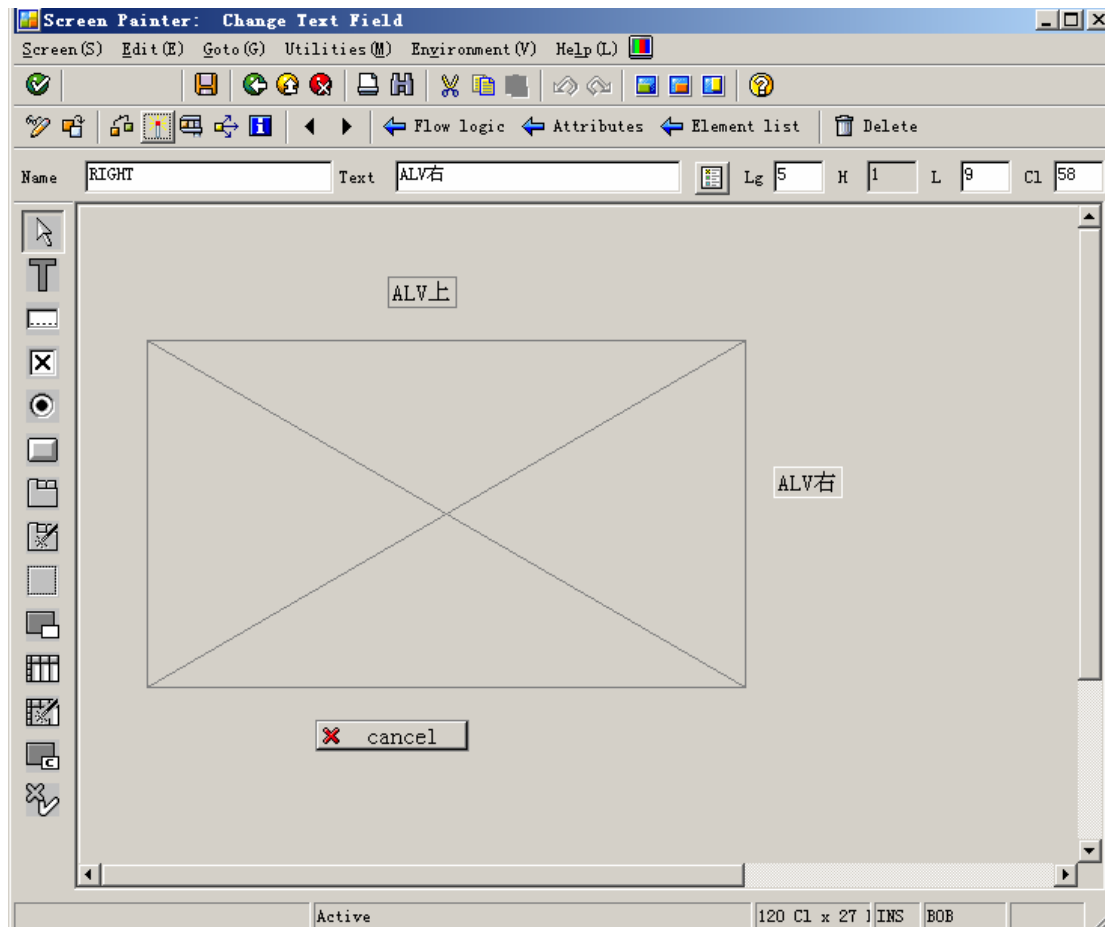 Screen Painter: Change Text Field
Screen(S) Edit(E) Goto(G) Utilities(M) Environment(V) Help(L)
Flow logic Attributes Element list Delete
Name RIGHT Text ALV右 Lg 5 H 1 L 9 Cl 58
ALV上
ALV右
cancel
Active 120 Cl x 27 INS BOB